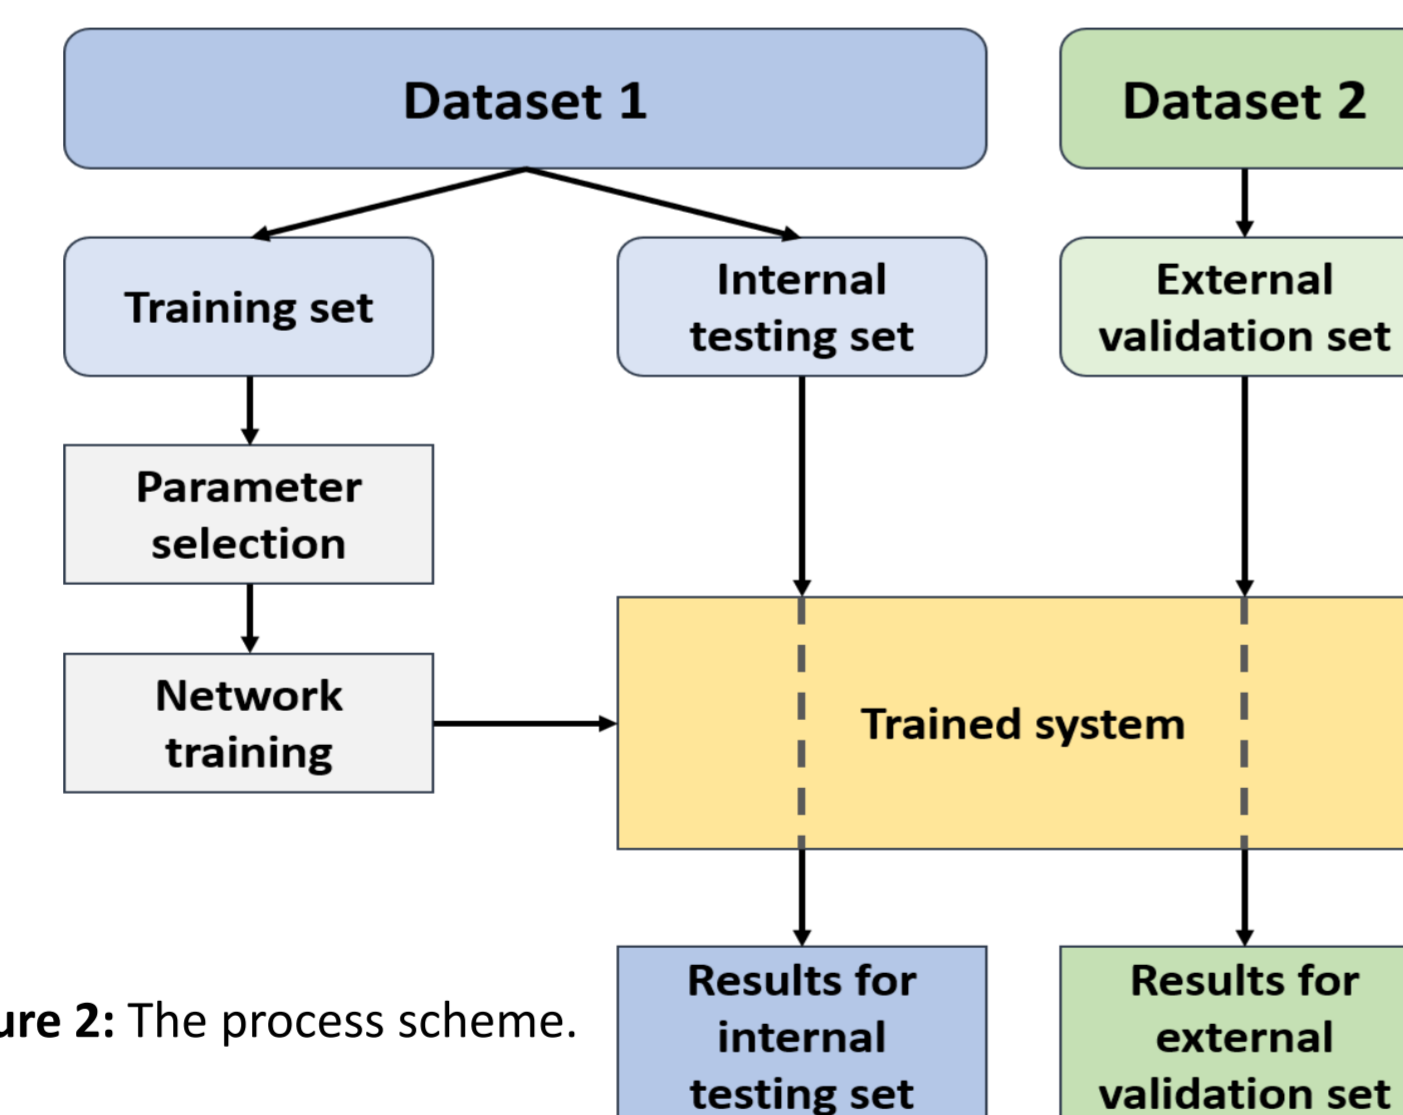 Dataset 1
Dataset 2
Training set
Internal
testing set
External
validation set
Parameter
selection
Network
training
Trained system
Results for
internal
testing set
Results for
external
validation set
ure 2: The process scheme.